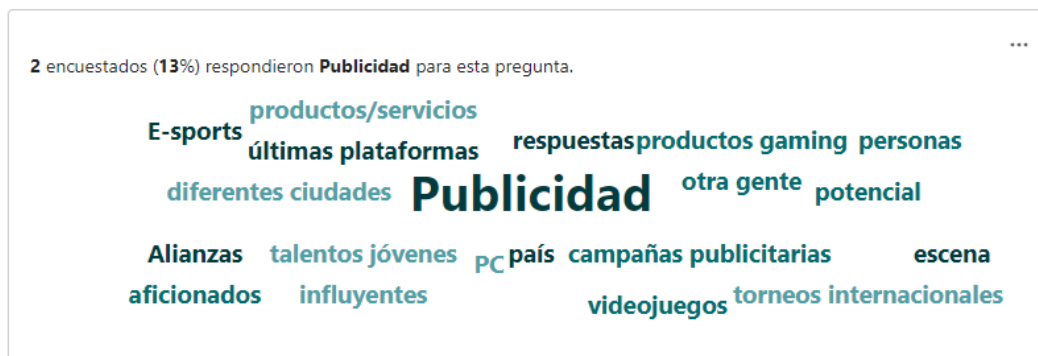 ...
2 encuestados (13%) respondieron Publicidad para esta pregunta.
productos/servicios
E-sports
últimas plataformas
respuestas productos gaming personas
diferentes ciudades Publicidad otra gente potencial
Alianzas talentos jóvenes PC país campañas publicitarias escena
aficionados influyentes videojuegos torneos internacionales